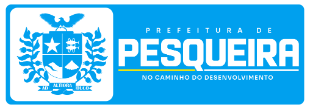 PREFEITURA DE
PESQUEIRA
NO CAMINHO DO DESENVOLVIMENTO